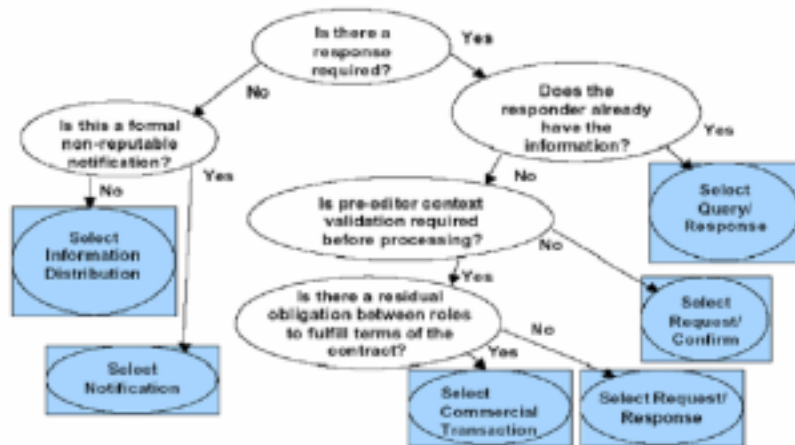 Is there a
response
required?
Yes
No
Does the
responder already
have the
information?
Is this a formal
non-reputable
notification?
Yes
Yes
No
No
Select
Query/
Response
Is pre-editor context
validation required
before processing?
Select
Information
Distribution
No
Yes
Is there a residual
obligation between roles
to fulfill terms of the
contract?
Select
Request/
Confirm
No
Yes
Select
Notification
Select
Commercial
Transaction
Select Request/
Response